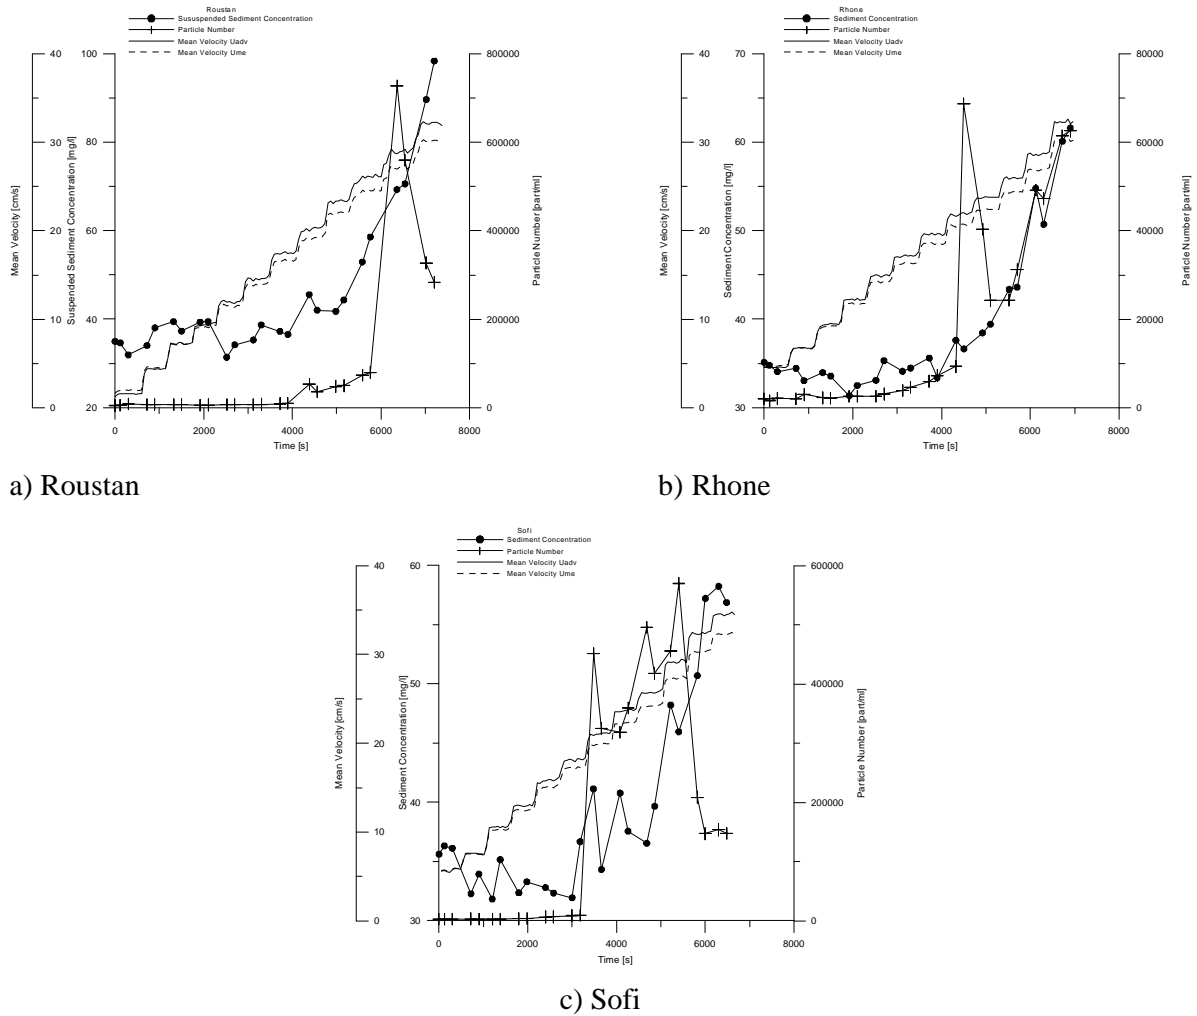 Roustan
Sususpended Sediment Concentration
Particle Number
Mean Velocity Uadv
Mean Velocity Ume
40
30
20
10
0
Mean Velocity [cm/s]
100
80
60
40
20
Suspended Sediment Concentration [mg/l]
800000
600000
400000
200000
0
Particle Number [part/ml]
0 2000 4000 6000 8000
Time [s]
a) Roustan
Rhone
Sediment Concentration
Particle Number
Mean Velocity Uadv
Mean Velocity Ume
40
30
20
10
0
Mean Velocity [cm/s]
70
60
50
40
30
Sediment Concentration [mg/l]
80000
60000
40000
20000
0
Particle Number [part/ml]
0 2000 4000 6000 8000
Time [s]
b) Rhone
Sofi
Sediment Concentration
Particle Number
Mean Velocity Uadv
Mean Velocity Ume
40
30
20
10
0
Mean Velocity [cm/s]
60
50
40
30
Sediment Concentration [mg/l]
600000
400000
200000
0
Particle Number [part/ml]
0 2000 4000 6000 8000
Time [s]
c) Sofi